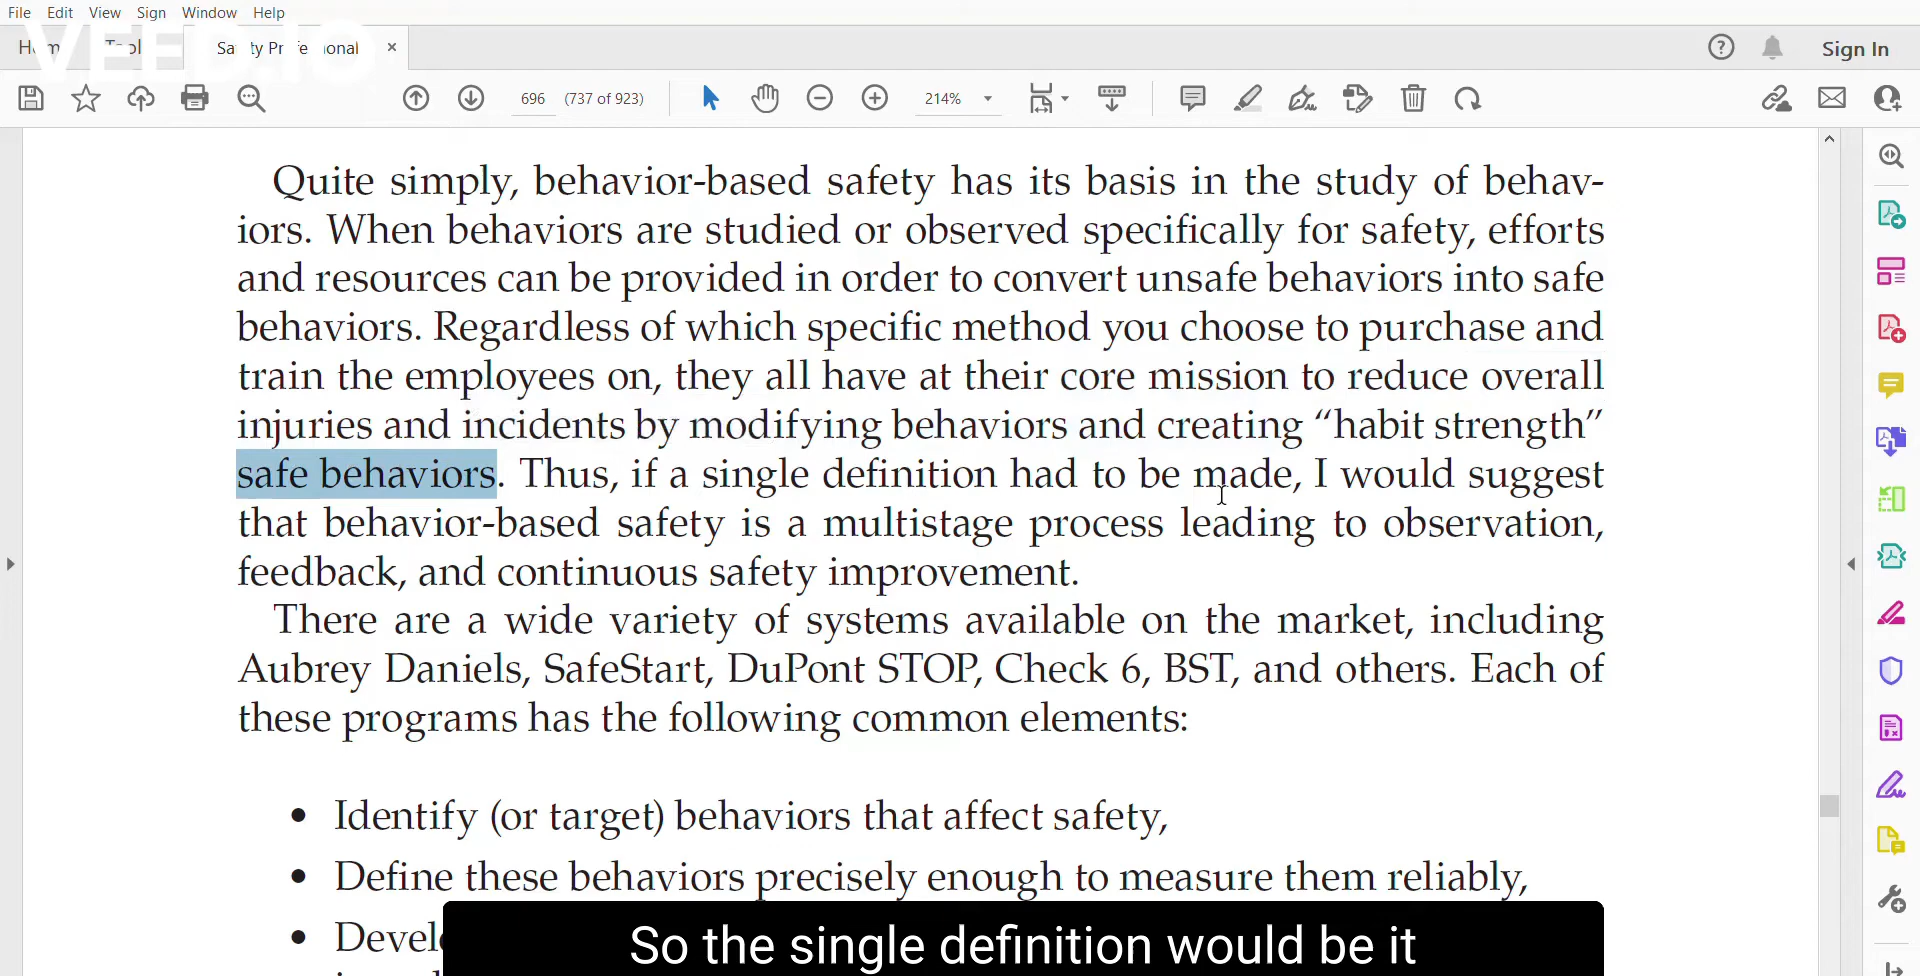 File Edit View Sign Window Help
VEED.IO
Sign In
696 (737 of 923) 214%
Quite simply, behavior-based safety has its basis in the study of behav-
iors. When behaviors are studied or observed specifically for safety, efforts
and resources can be provided in order to convert unsafe behaviors into safe
behaviors. Regardless of which specific method you choose to purchase and
train the employees on, they all have at their core mission to reduce overall
injuries and incidents by modifying behaviors and creating “habit strength”
safe behaviors. Thus, if a single definition had to be made, I would suggest
that behavior-based safety is a multistage process leading to observation,
feedback, and continuous safety improvement.
There are a wide variety of systems available on the market, including
Aubrey Daniels, SafeStart, DuPont STOP, Check 6, BST, and others. Each of
these programs has the following common elements:
• Identify (or target) behaviors that affect safety,
• Define these behaviors precisely enough to measure them reliably,
•
So the single definition would be it